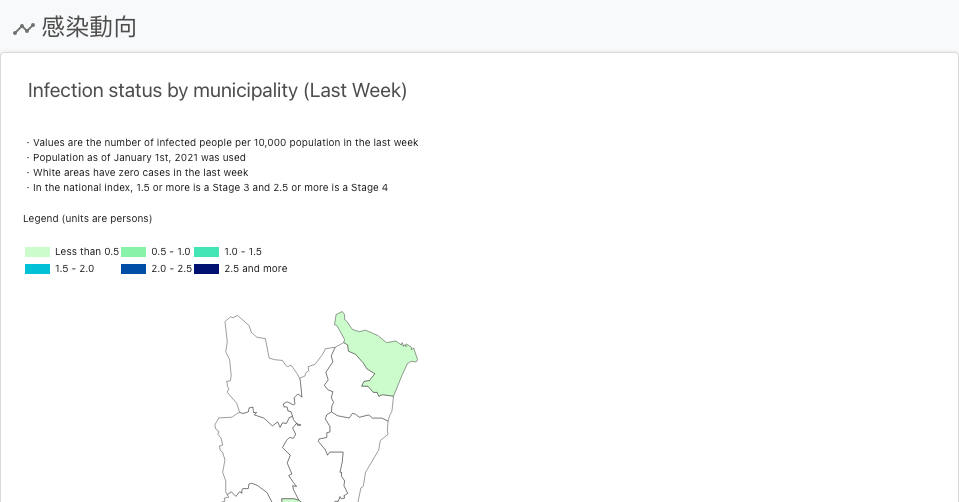 感染動向
Infection status by municipality (Last Week)
・Values are the number of infected people per 10,000 population in the last week
・Population as of January 1st, 2021 was used
・White areas have zero cases in the last week
・In the national index, 1.5 or more is a Stage 3 and 2.5 or more is a Stage 4
Legend (units are persons)
Less than 0.5 0.5 - 1.0 1.0 - 1.5
1.5 - 2.0 2.0 - 2.5 2.5 and more